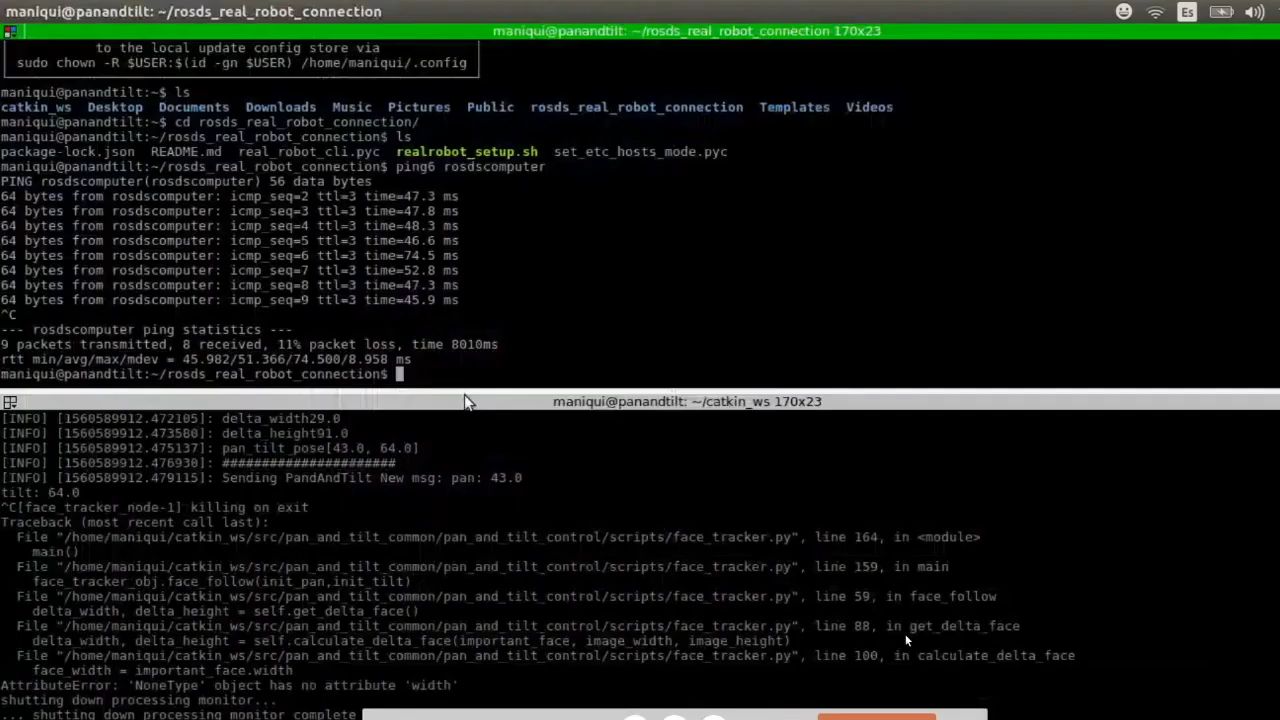 maniqui@panandtilt: ~/rosds_real_robot_connection
Es
maniqui@panandtilt: ~/rosds_real_robot_connection 170x23
to the local update config store via
sudo chown -R $USER:$(id -gn $USER) /home/maniqui/.config
maniqui@panandtilt:~$ ls
catkin_ws Desktop Documents Downloads Music Pictures Public rosds_real_robot_connection Templates Videos
maniqui@panandtilt:~$ cd rosds_real_robot_connection/
maniqui@panandtilt:~/rosds_real_robot_connection$ ls
package-lock.json README.md real_robot_cli.pyc realrobot_setup.sh set_etc_hosts_mode.pyc
maniqui@panandtilt:~/rosds_real_robot_connection$ ping6 rosdscomputer
PING rosdscomputer(rosdscomputer) 56 data bytes
64 bytes from rosdscomputer: icmp_seq=2 ttl=3 time=47.3 ms
64 bytes from rosdscomputer: icmp_seq=3 ttl=3 time=47.8 ms
64 bytes from rosdscomputer: icmp_seq=4 ttl=3 time=48.3 ms
64 bytes from rosdscomputer: icmp_seq=5 ttl=3 time=46.6 ms
64 bytes from rosdscomputer: icmp_seq=6 ttl=3 time=74.5 ms
64 bytes from rosdscomputer: icmp_seq=7 ttl=3 time=52.8 ms
64 bytes from rosdscomputer: icmp_seq=8 ttl=3 time=47.3 ms
64 bytes from rosdscomputer: icmp_seq=9 ttl=3 time=45.9 ms
^C
--- rosdscomputer ping statistics ---
9 packets transmitted, 8 received, 11% packet loss, time 8010ms
rtt min/avg/max/mdev = 45.982/51.366/74.500/8.958 ms
maniqui@panandtilt:~/rosds_real_robot_connection$
maniqui@panandtilt: ~/catkin_ws 170x23
[INFO] [1560589912.472105]: delta_width29.0
[INFO] [1560589912.473580]: delta_height91.0
[INFO] [1560589912.475137]: pan_tilt_pose[43.0, 64.0]
[INFO] [1560589912.476930]: ######################
[INFO] [1560589912.479115]: Sending PandAndTilt New msg: pan: 43.0
tilt: 64.0
^C[face_tracker_node-1] killing on exit
Traceback (most recent call last):
File "/home/maniqui/catkin_ws/src/pan_and_tilt_common/pan_and_tilt_control/scripts/face_tracker.py", line 164, in <module>
main()
File "/home/maniqui/catkin_ws/src/pan_and_tilt_common/pan_and_tilt_control/scripts/face_tracker.py", line 159, in main
face_tracker_obj.face_follow(init_pan,init_tilt)
File "/home/maniqui/catkin_ws/src/pan_and_tilt_common/pan_and_tilt_control/scripts/face_tracker.py", line 59, in face_follow
delta_width, delta_height = self.get_delta_face()
File "/home/maniqui/catkin_ws/src/pan_and_tilt_common/pan_and_tilt_control/scripts/face_tracker.py", line 88, in get_delta_face
delta_width, delta_height = self.calculate_delta_face(important_face, image_width, image_height)
File "/home/maniqui/catkin_ws/src/pan_and_tilt_common/pan_and_tilt_control/scripts/face_tracker.py", line 100, in calculate_delta_face
face_width = important_face.width
AttributeError: 'NoneType' object has no attribute 'width'
shutting down processing monitor...
... shutting down processing monitor complete